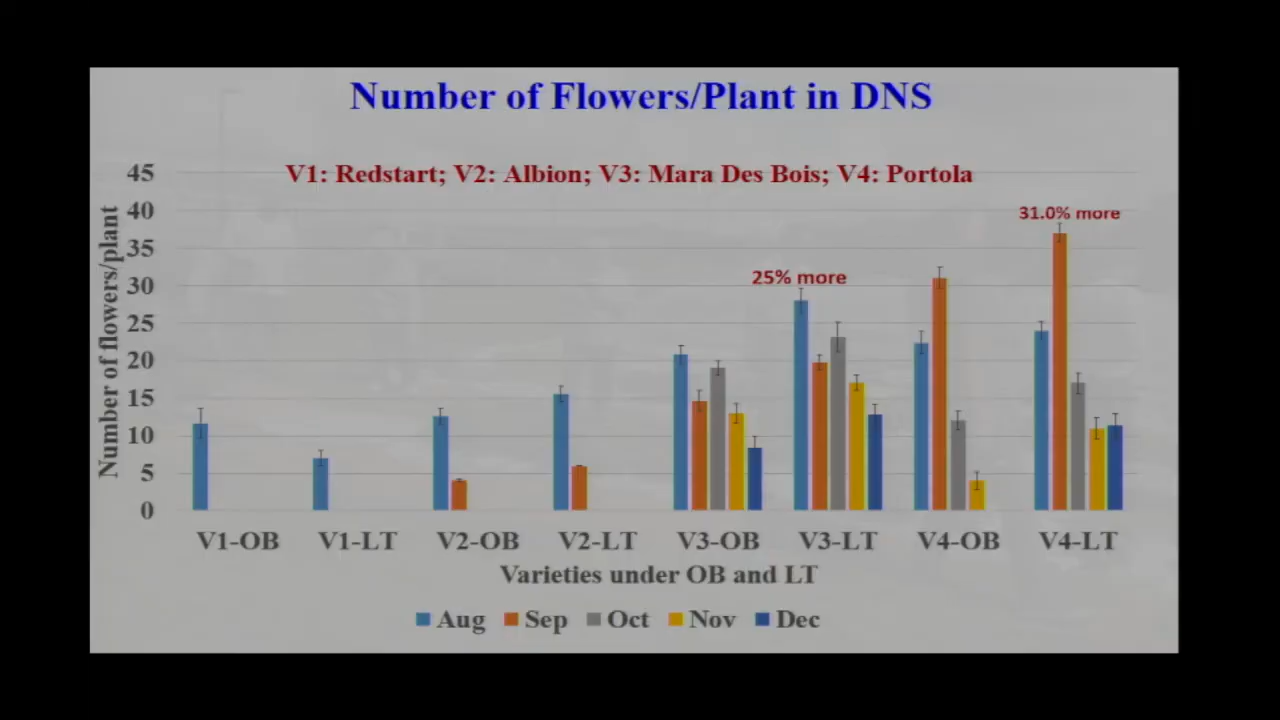 Number of Flowers/Plant in DNS
V1: Redstart; V2: Albion; V3: Mara Des Bois; V4: Portola
31.0% more
25% more
Number of flowers/plant
45
40
35
30
25
20
15
10
5
0
V1-OB V1-LT V2-OB V2-LT V3-OB V3-LT V4-OB V4-LT
Varieties under OB and LT
Aug Sep Oct Nov Dec